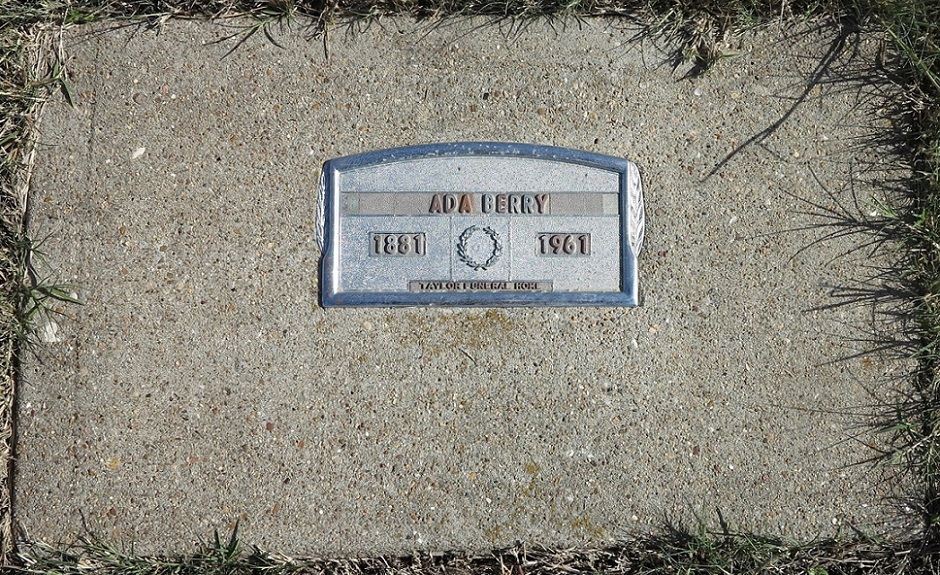 ADA BERRY
1881 1961
TAYLOR FUNERAL HOME